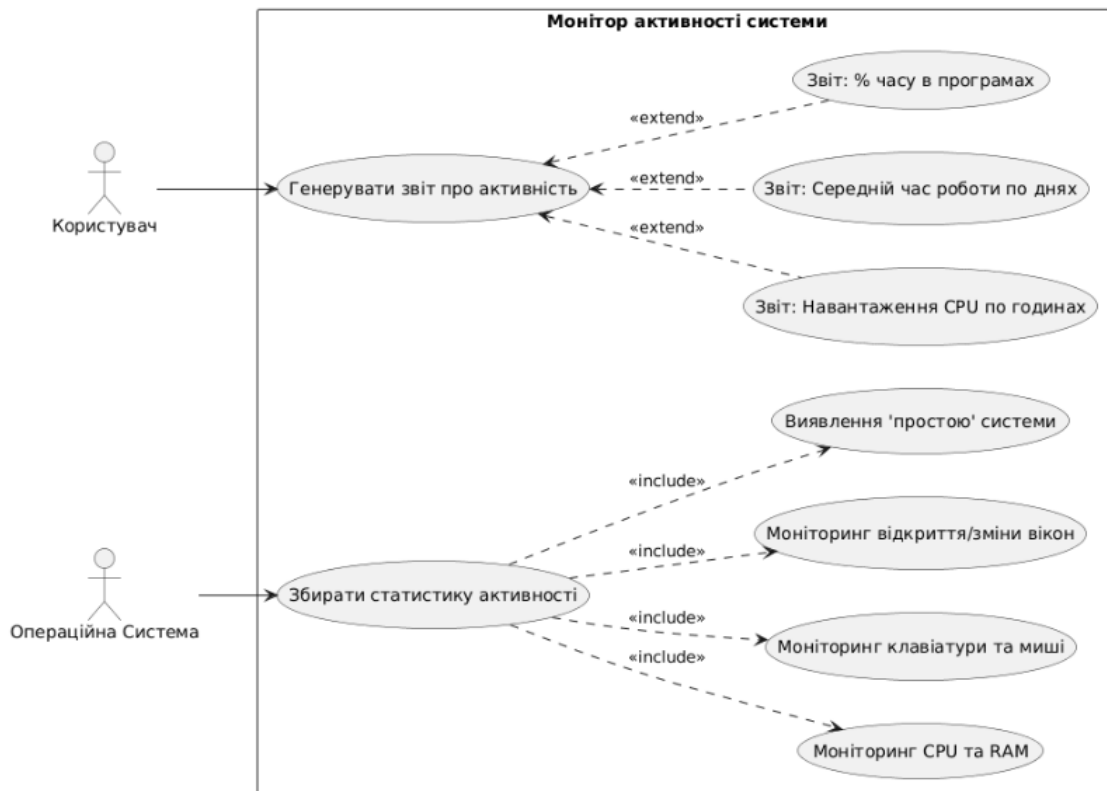 Монітор активності системи
Звіт: % часу в програмах
«extend»
Користувач
Генерувати звіт про активність
«extend»
Звіт: Середній час роботи по днях
«extend»
Звіт: Навантаження CPU по годинах
Виявлення 'простою' системи
«include»
Моніторинг відкриття/зміни вікон
«include»
Операційна Система
Збирати статистику активності
«include»
Моніторинг клавіатури та миші
«include»
Моніторинг CPU та RAM